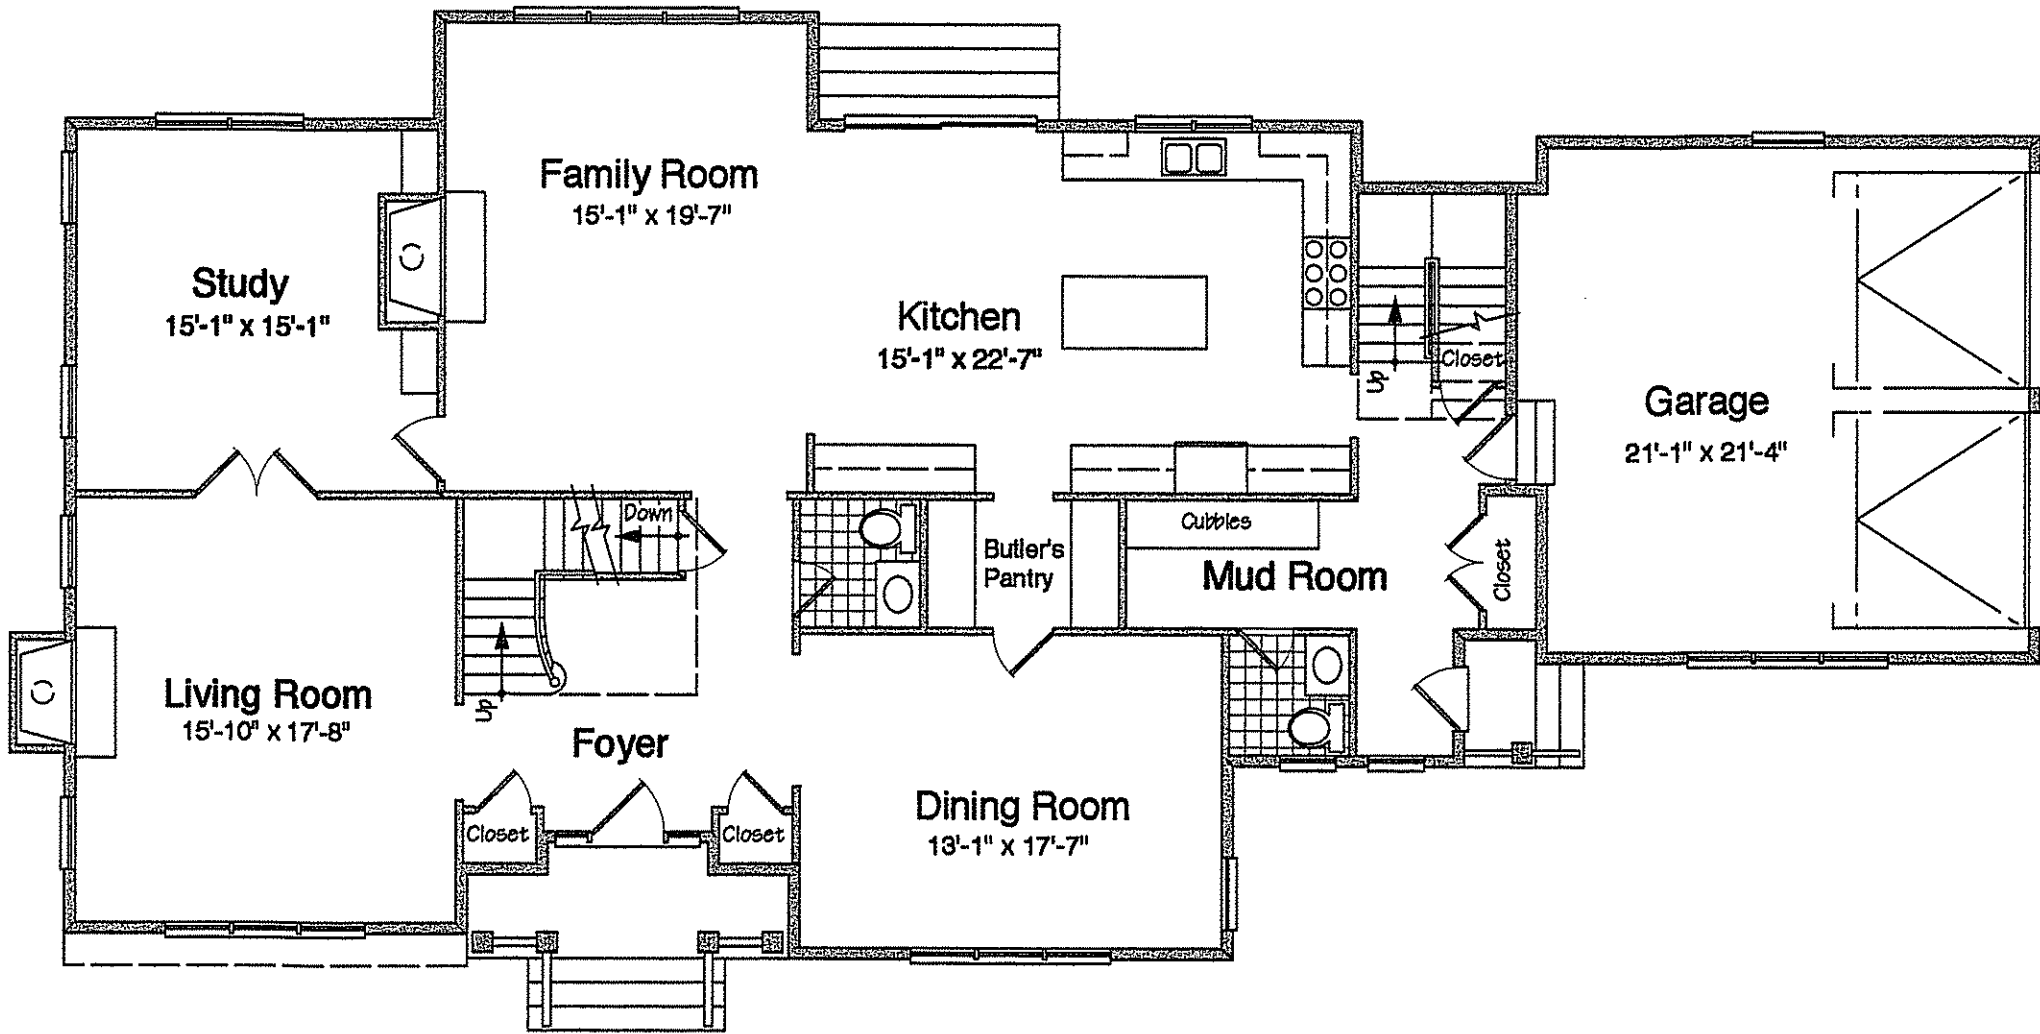 Family Room
15'-1" x 19'-7"
Study
15'-1" x 15'-1"
Kitchen
15'-1" x 22'-7"
Closet
Up
Garage
21'-1" x 21'-4"
Down
Cubbies
Butler's
Pantry
Mud Room
Closet
Living Room
15'-10" x 17'-8"
Up
Foyer
Closet
Closet
Dining Room
13'-1" x 17'-7"